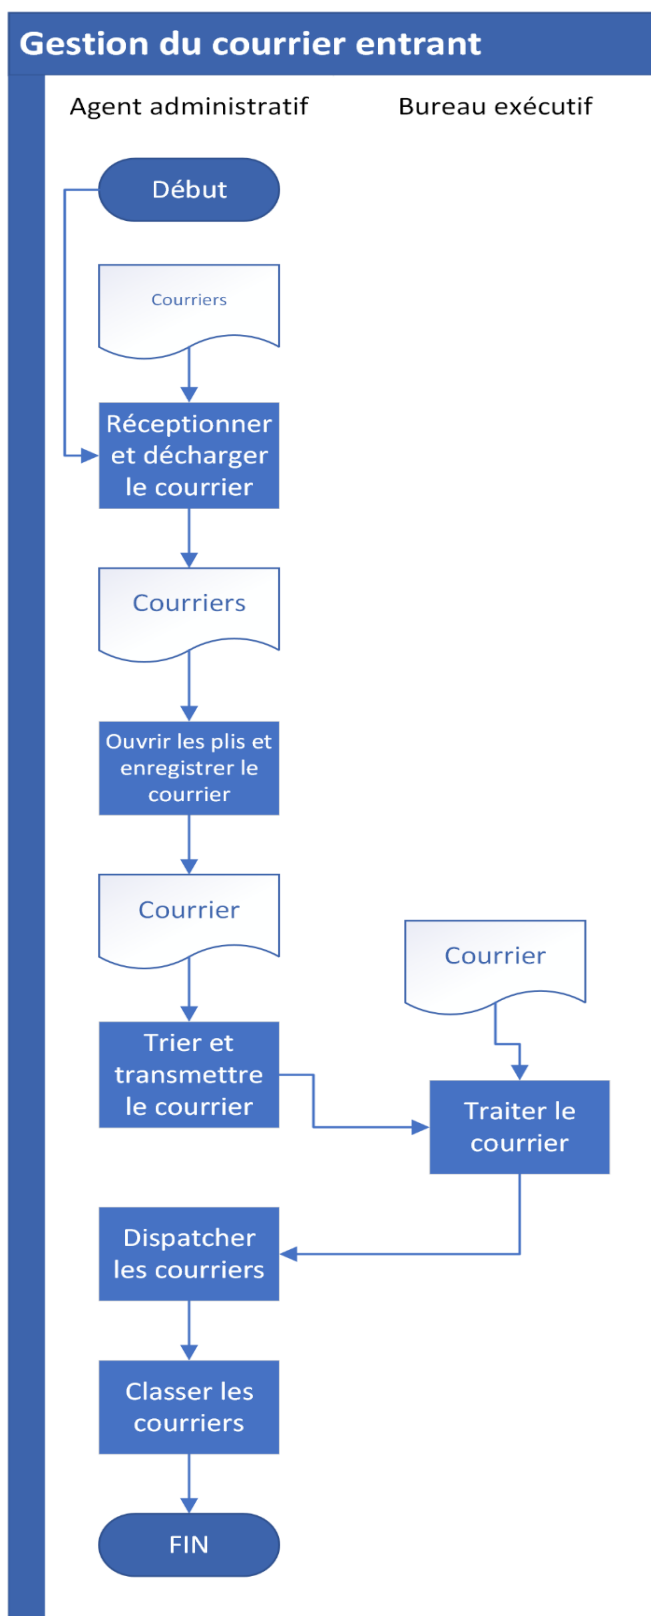 Gestion du courrier entrant
Agent administratif
Bureau exécutif
Début
Courriers
Réceptionner
et décharger
le courrier
Courriers
Ouvrir les plis et
enregistrer le
courrier
Courrier
Courrier
Trier et
transmettre
le courrier
Traiter le
courrier
Dispatcher
les courriers
Classer les
courriers
FIN